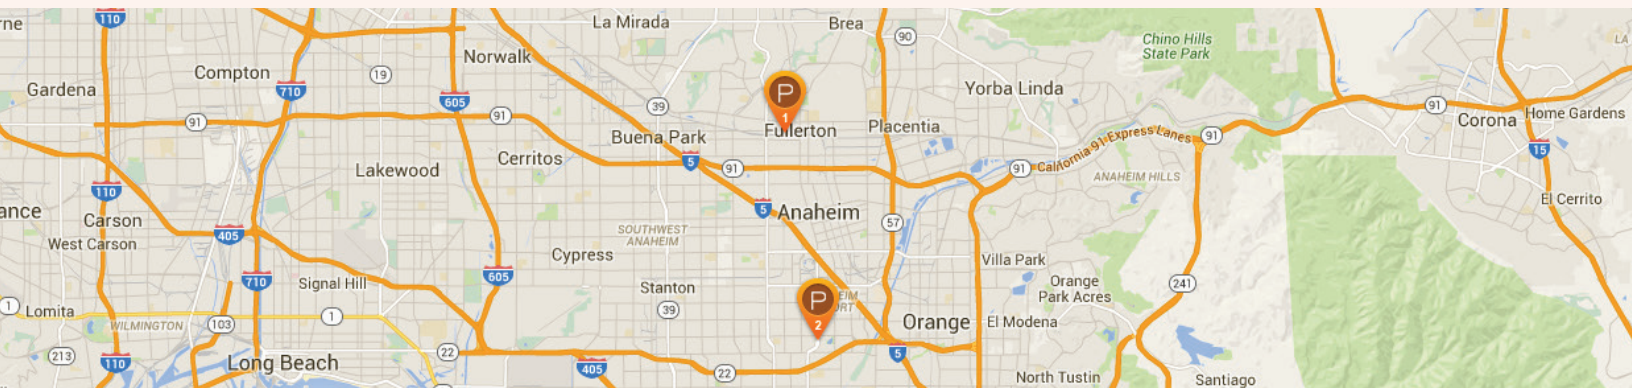 rne
110
La Mirada
Brea
90
Chino Hills
State Park
LA
Norwalk
Compton
19
Gardena
710
605
P
1
Yorba Linda
39
91
91
91
Home Gardens
Corona
Buena Park
Fullerton
Placentia
91
California 91 Express Lanes
15
5
91
91
Cerritos
Lakewood
ANAHEIM HILLS
110
ance
Carson
5
Anaheim
57
El Cerrito
West Carson
405
SOUTHWEST
ANAHEIM
Cypress
Villa Park
710
Signal Hill
605
Stanton
Orange
Park Acres
241
P
2
EIM
ORT
1
Lomita
WILMINGTON
103
1
39
Orange
El Modena
213
110
Long Beach
22
405
22
5
North Tustin
Santiago